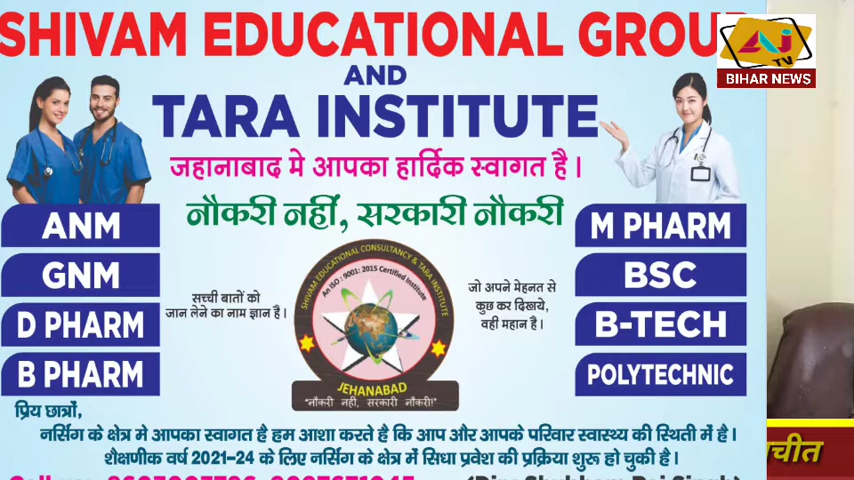 SHIVAM EDUCATIONAL GROUP
AJ
TV
BIHAR NEWS
AND
TARA INSTITUTE
जहानाबाद मे आपका हार्दिक स्वागत है।
नौकरी नहीं, सरकारी नौकरी
ANM
GNM
D PHARM
B PHARM
सच्ची बातों को
जान लेने का नाम ज्ञान है।
SHIVAM EDUCATIONAL CONSULTANCY & TARA INSTITUTE
An ISO : 9001: 2015 Certified Institute
JEHANABAD
"नौकरी नहीं, सरकारी नौकरी!"
जो अपने मेहनत से
कुछ कर दिखाये,
वही महान है।
M PHARM
BSC
B-TECH
POLYTECHNIC
प्रिय छात्रों,
नर्सिंग के क्षेत्र मे आपका स्वागत है हम आशा करते है कि आप और आपके परिवार स्वास्थ्य की स्थिती में है।
शैक्षणीक वर्ष 2021-24 के लिए नर्सिंग के क्षेत्र में सिधा प्रवेश की प्रक्रिया शुरू हो चुकी है।
चीत